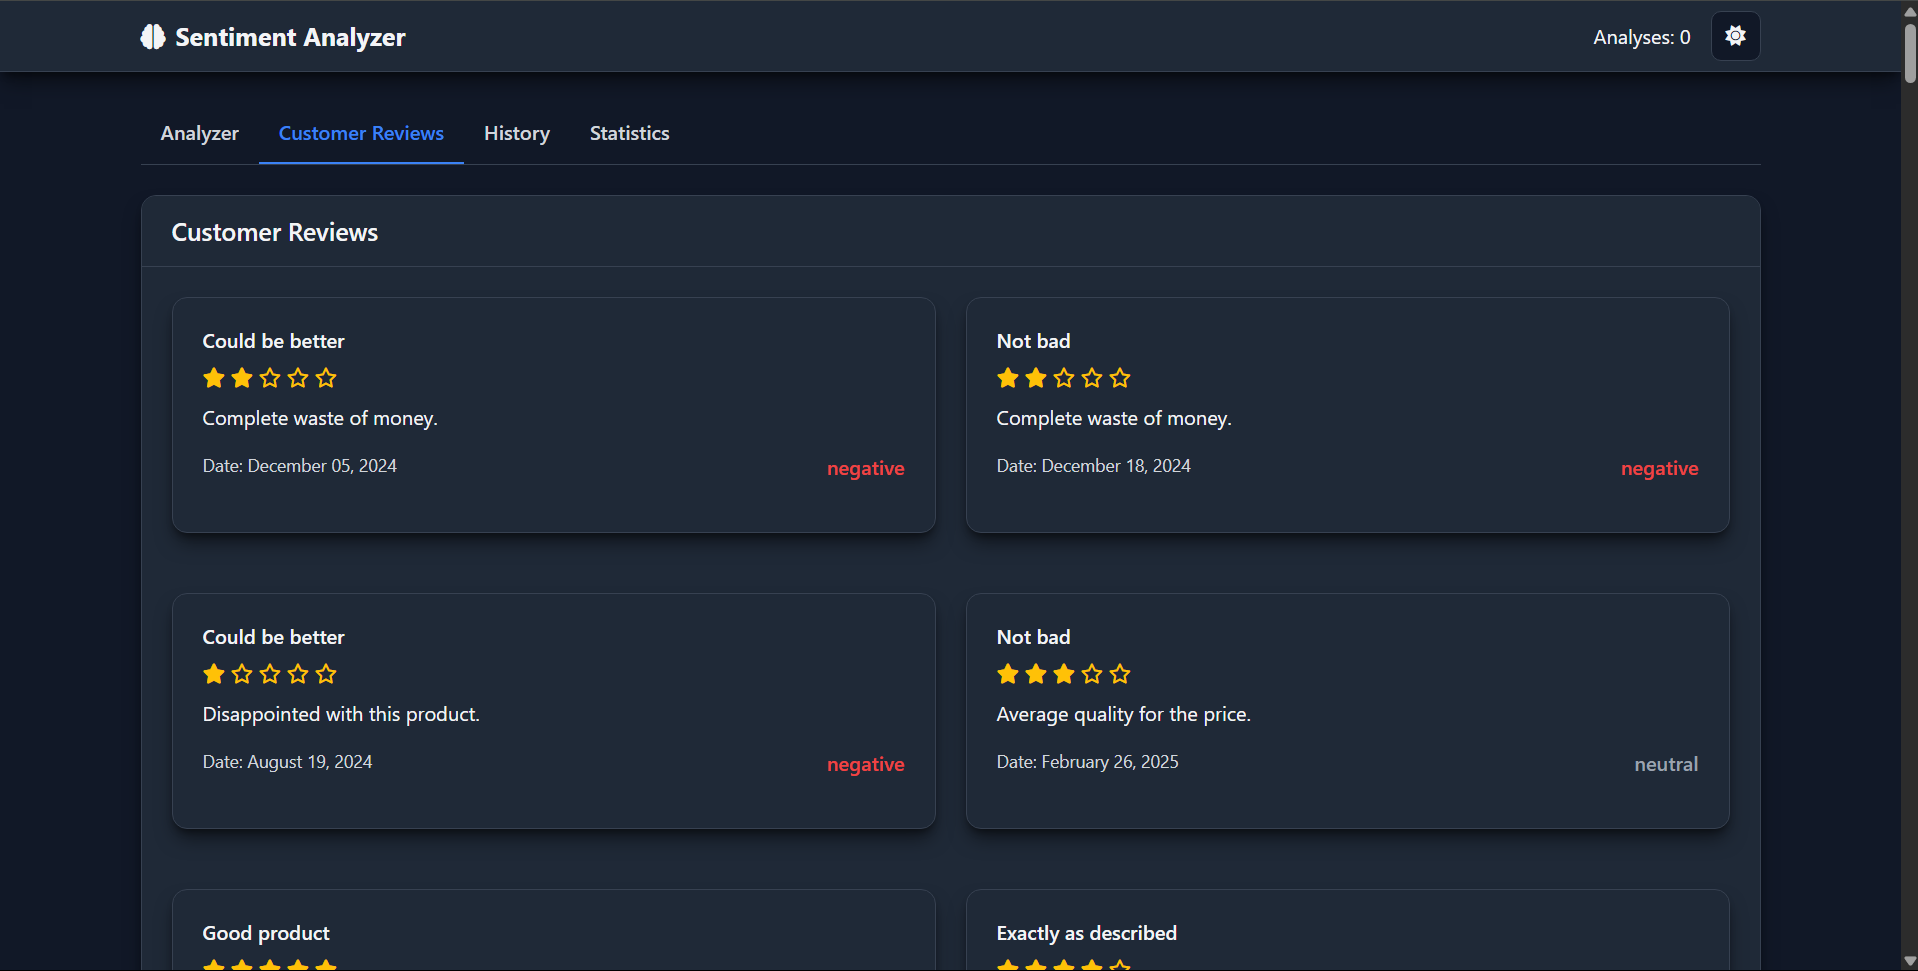 Sentiment Analyzer
Analyses: 0
Analyzer
Customer Reviews
History
Statistics
Customer Reviews
Could be better
Complete waste of money.
Date: December 05, 2024
negative
Not bad
Complete waste of money.
Date: December 18, 2024
negative
Could be better
Disappointed with this product.
Date: August 19, 2024
negative
Not bad
Average quality for the price.
Date: February 26, 2025
neutral
Good product
Exactly as described